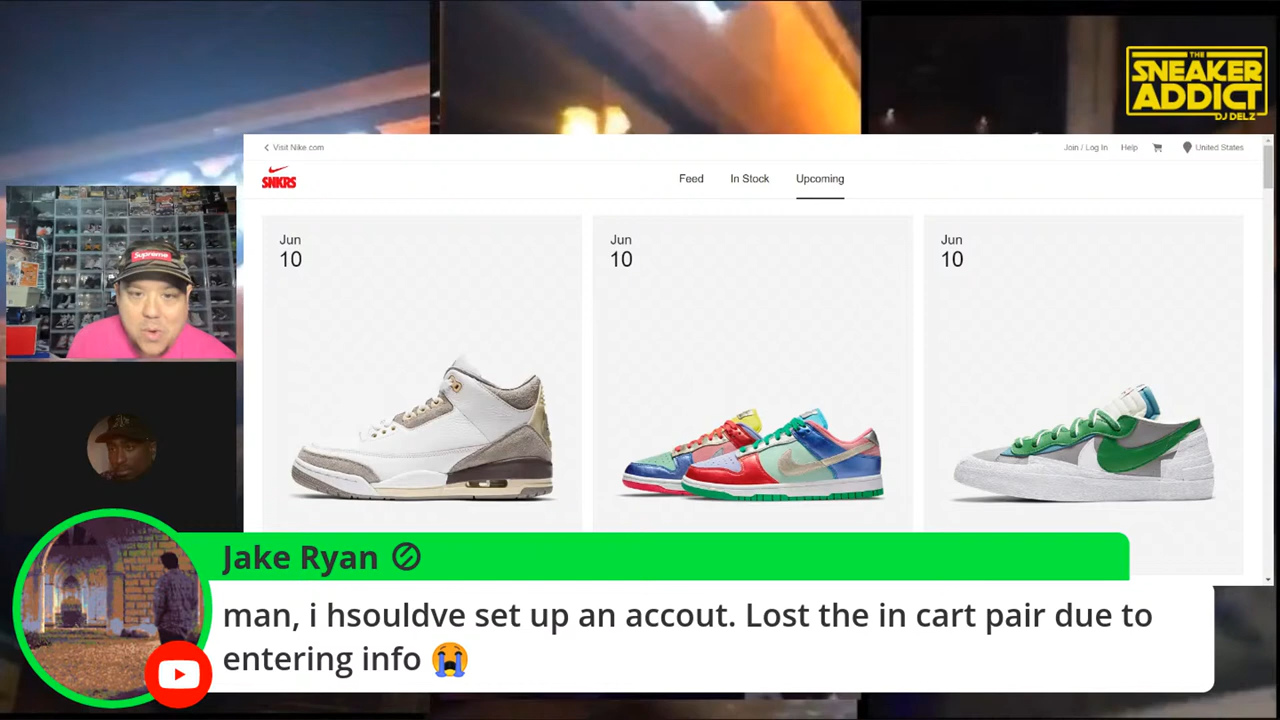 THE
SNEAKER
ADDICT
DJ DELZ
Visit Nike.com
Join / Log In Help United States
SNKRS
Feed In Stock Upcoming
Supreme
Jun
10
Jun
10
Jun
10
Jake Ryan
man, i hsouldve set up an accout. Lost the in cart pair due to
entering info